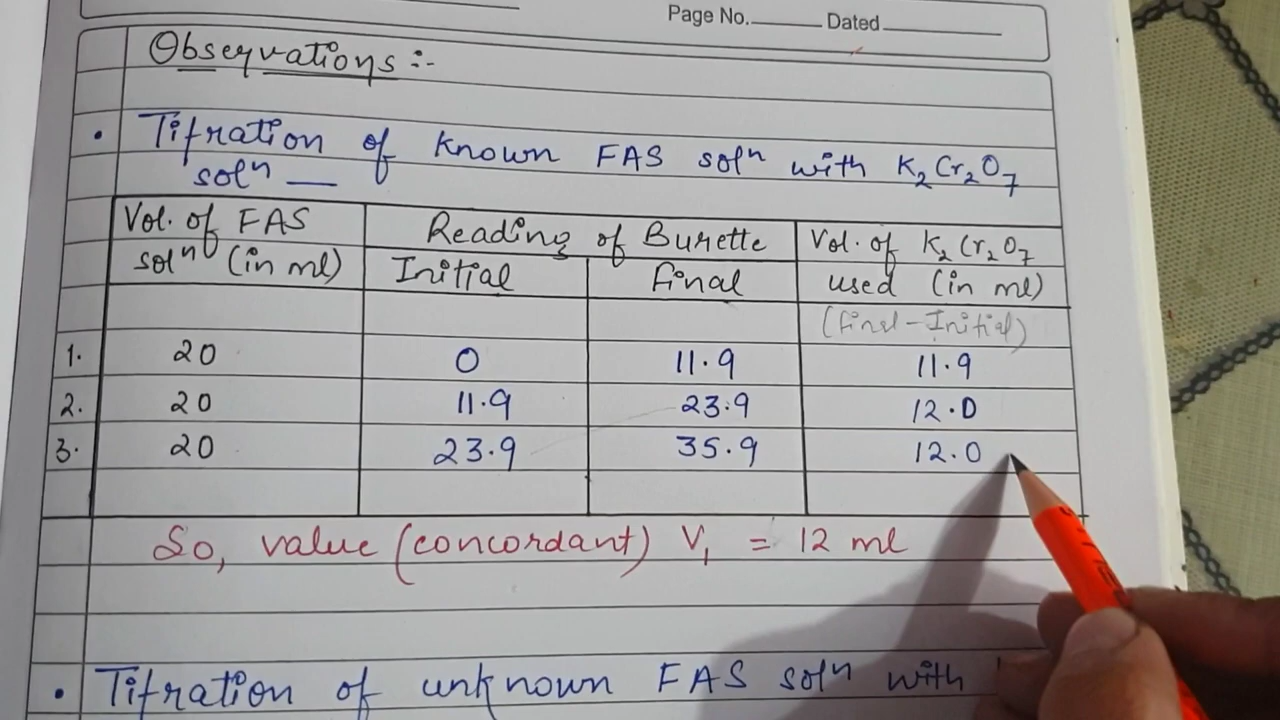 Page No.______ Dated__________
Observations :-
• Titration of known FAS solⁿ with K₂Cr₂O₇
solⁿ —
Vol. of FAS solⁿ (in ml) Reading of Burette Vol. of K₂Cr₂O₇ used (in ml)
Initial Final
(Final - Initial)
1. 20 0 11.9 11.9
2. 20 11.9 23.9 12.0
3. 20 23.9 35.9 12.0
So, value (concordant) V₁ = 12 ml
• Titration of unknown FAS solⁿ with